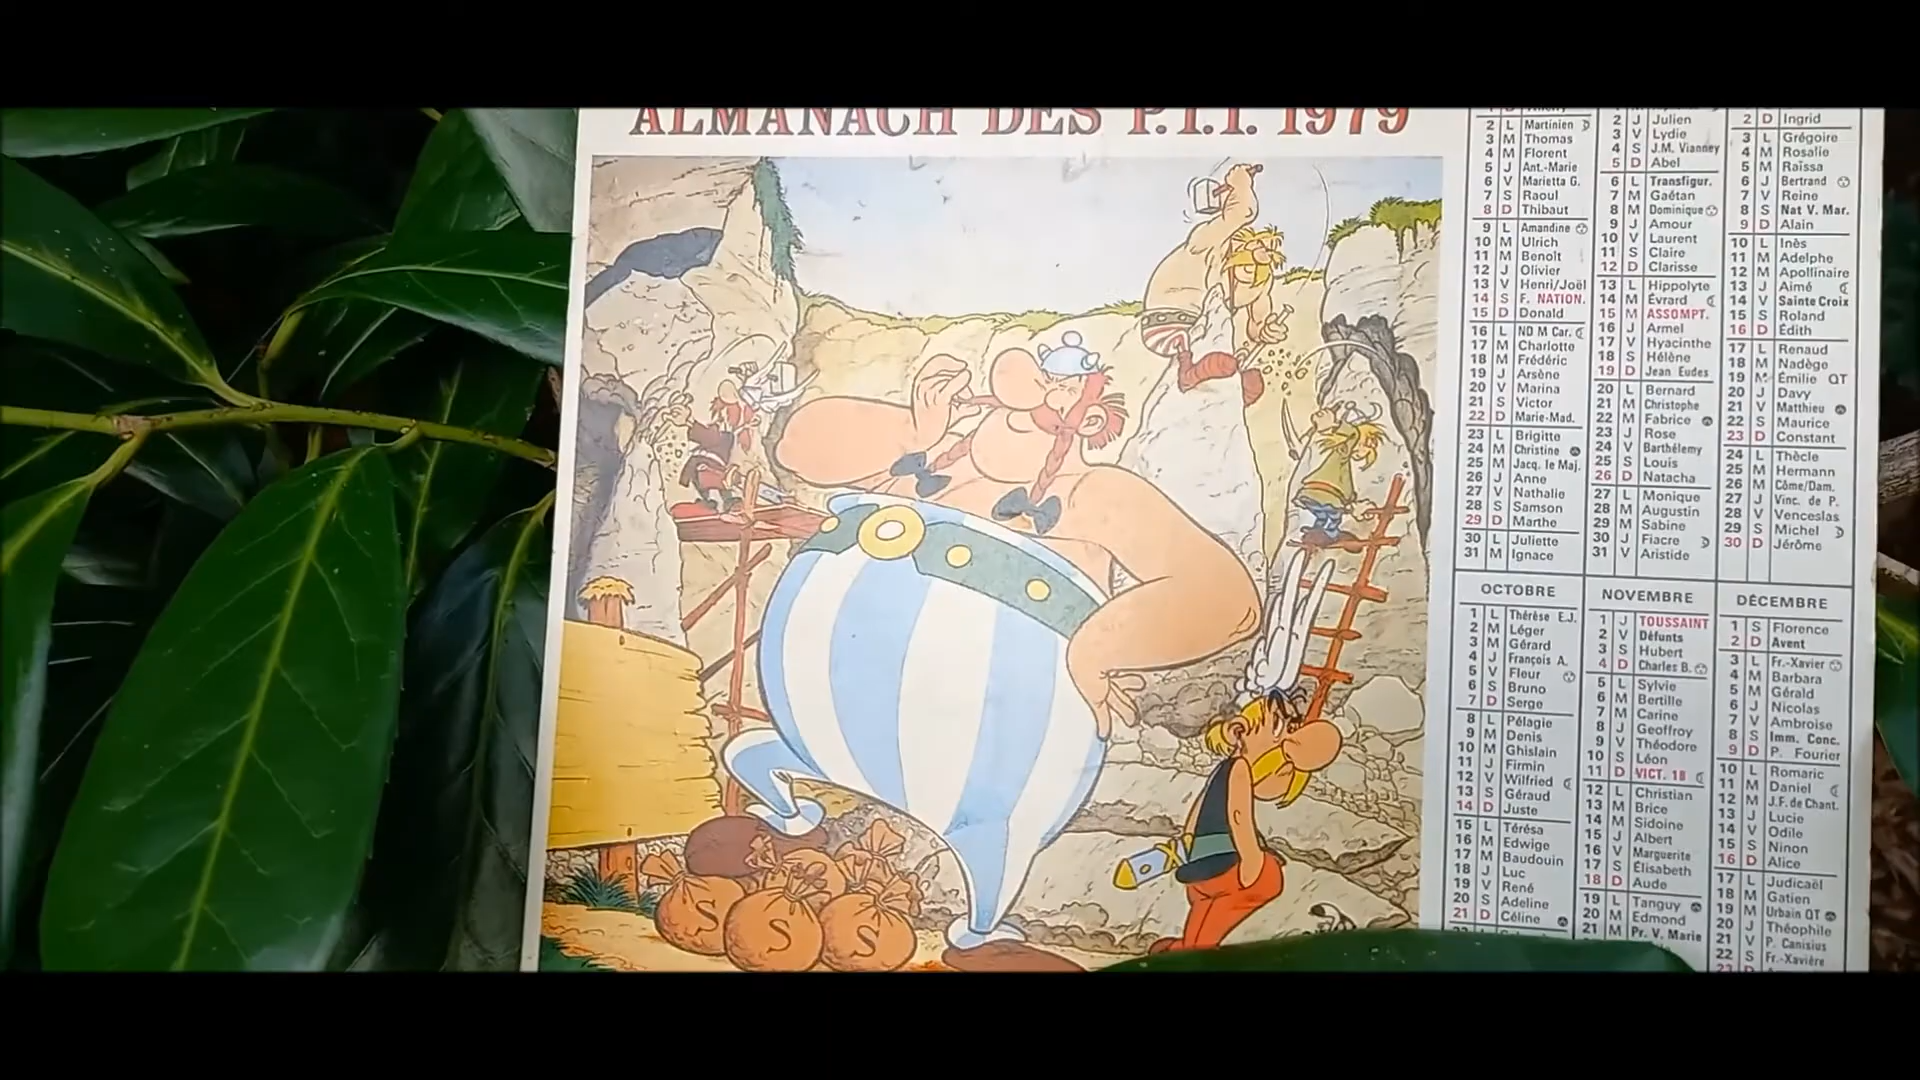 ALMANACH DES P.T.T. 1979
2 L Martinien
3 M Thomas
4 M Florent
5 J Ant.-Marie
6 V Marietta G.
7 S Raoul
8 D Thibaut
9 L Amandine
10 M Ulrich
11 M Benoît
12 J Olivier
13 V Henri/Joël
14 S F. NATION.
15 D Donald
16 L ND M Car.
17 M Charlotte
18 M Frédéric
19 J Arsène
20 V Marina
21 S Victor
22 D Marie-Mad.
23 L Brigitte
24 M Christine
25 M Jacq. le Maj.
26 J Anne
27 V Nathalie
28 S Samson
29 D Marthe
30 L Juliette
31 M Ignace
2 J Julien
3 V Lydie
4 S J.M. Vianney
5 D Abel
6 L Transfigur.
7 M Gaétan
8 M Dominique
9 J Amour
10 V Laurent
11 S Claire
12 D Clarisse
13 L Hippolyte
14 M Évrard
15 M ASSOMPT.
16 J Armel
17 V Hyacinthe
18 S Hélène
19 D Jean Eudes
20 L Bernard
21 M Christophe
22 M Fabrice
23 J Rose
24 V Barthélemy
25 S Louis
26 D Natacha
27 L Monique
28 M Augustin
29 M Sabine
30 J Fiacre
31 V Aristide
2 D Ingrid
3 L Grégoire
4 M Rosalie
5 M Raïssa
6 J Bertrand
7 V Reine
8 S Nat V. Mar.
9 D Alain
10 L Inès
11 M Adelphe
12 M Apollinaire
13 J Aimé
14 V Sainte Croix
15 S Roland
16 D Édith
17 L Renaud
18 M Nadège
19 M Émilie QT
20 J Davy
21 V Matthieu
22 S Maurice
23 D Constant
24 L Thècle
25 M Hermann
26 M Côme/Dam.
27 J Vinc. de P.
28 V Venceslas
29 S Michel
30 D Jérôme
OCTOBRE
1 L Thérèse E.J.
2 M Léger
3 M Gérard
4 J François A.
5 V Fleur
6 S Bruno
7 D Serge
8 L Pélagie
9 M Denis
10 M Ghislain
11 J Firmin
12 V Wilfried
13 S Géraud
14 D Juste
15 L Térésa
16 M Edwige
17 M Baudouin
18 J Luc
19 V René
20 S Adeline
21 D Céline
NOVEMBRE
1 J TOUSSAINT
2 V Défunts
3 S Hubert
4 D Charles B.
5 L Sylvie
6 M Bertille
7 M Carine
8 J Geoffroy
9 V Théodore
10 S Léon
11 D VICT. 18
12 L Christian
13 M Brice
14 M Sidoine
15 J Albert
16 V Marguerite
17 S Élisabeth
18 D Aude
19 L Tanguy
20 M Edmond
21 M Pr. V. Marie
DÉCEMBRE
1 S Florence
2 D Avent
3 L Fr.-Xavier
4 M Barbara
5 M Gérald
6 J Nicolas
7 V Ambroise
8 S Imm. Conc.
9 D P. Fourier
10 L Romaric
11 M Daniel
12 M J.F. de Chant.
13 J Lucie
14 V Odile
15 S Ninon
16 D Alice
17 L Judicaël
18 M Gatien
19 M Urbain QT
20 J Théophile
21 V P. Canisius
22 S Fr.-Xavière
S
S
S